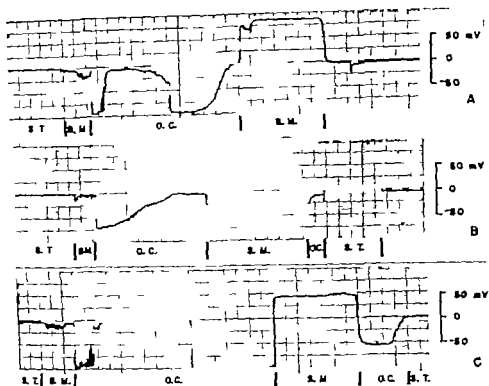 50 mV
0
-50
A
S. T. S. M. O. C. S. M.
50 mV
0
-50
B
S. T. S.M. O. C. S. M. O.C. S. T.
50 mV
0
-50
C
S. T. S. M. O. C. S. M. O. C. S. T.